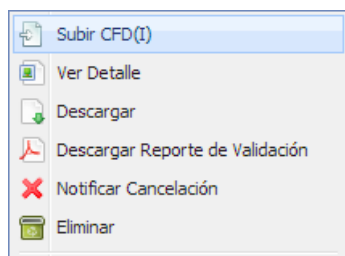 Subir CFD(I)
Ver Detalle
Descargar
Descargar Reporte de Validación
Notificar Cancelación
Eliminar